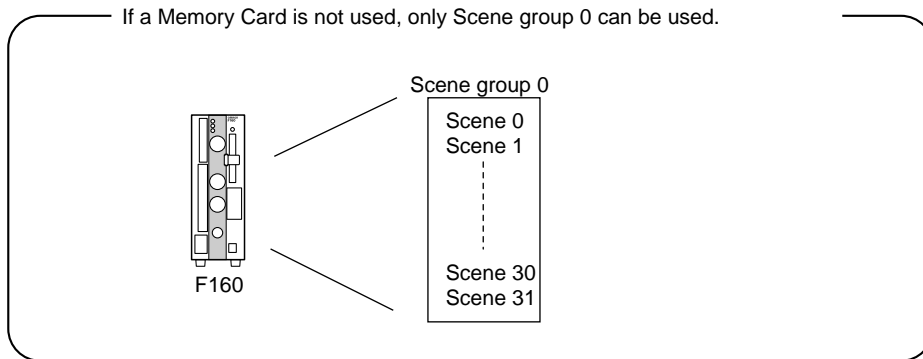 If a Memory Card is not used, only Scene group 0 can be used.
Scene group 0
Scene 0
Scene 1
Scene 30
Scene 31
F160